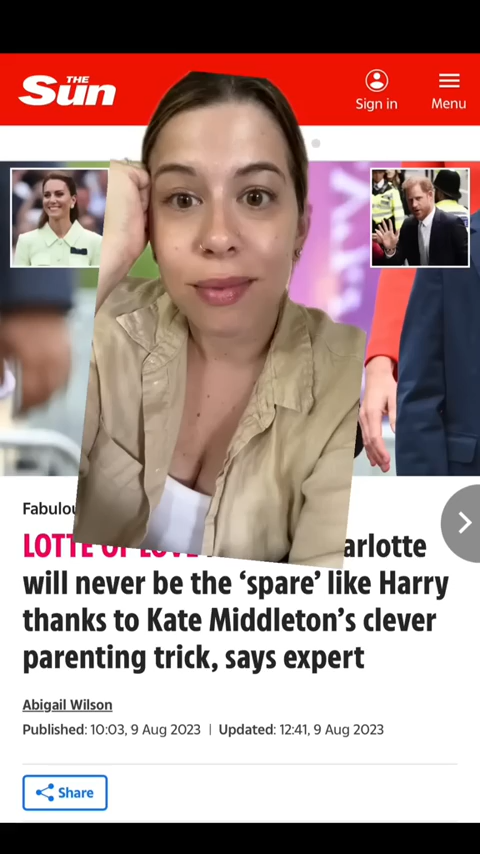 THE
Sun
Sign in
Menu
Fabulou
LOTTE OF LOVE
arlotte
will never be the ‘spare’ like Harry
thanks to Kate Middleton’s clever
parenting trick, says expert
Abigail Wilson
Published: 10:03, 9 Aug 2023 | Updated: 12:41, 9 Aug 2023
Share